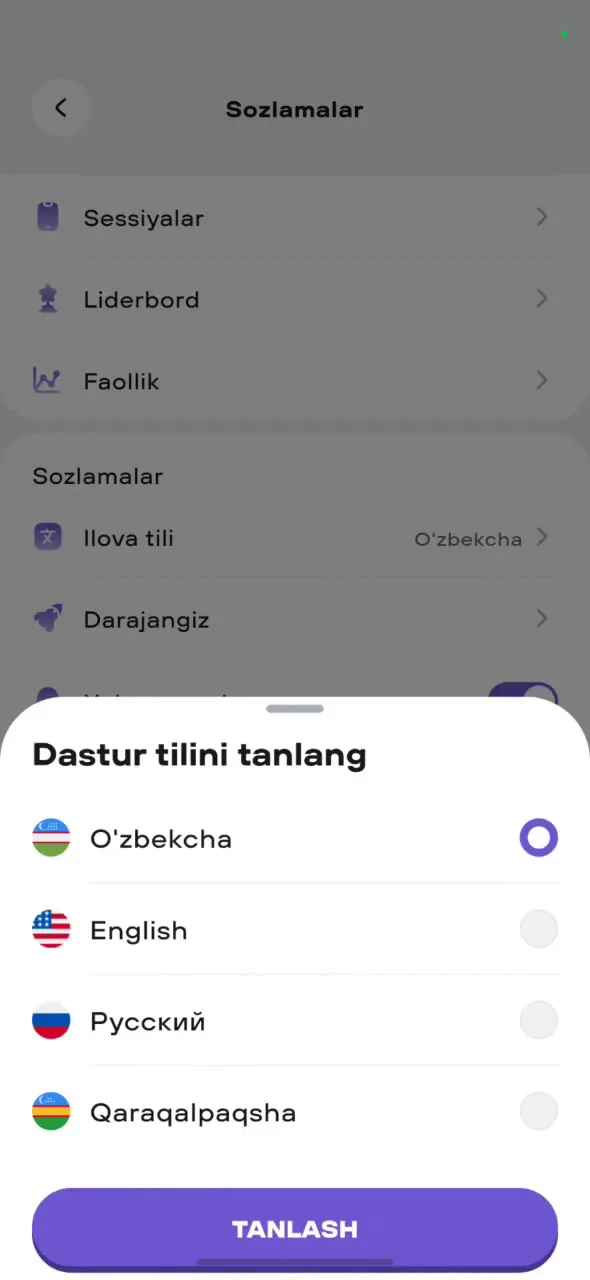 Sozlamalar
Sessiyalar
Liderbord
Faollik
Sozlamalar
Ilova tili O'zbekcha
Darajangiz
Dastur tilini tanlang
O'zbekcha
English
Русский
Qaraqalpaqsha
TANLASH